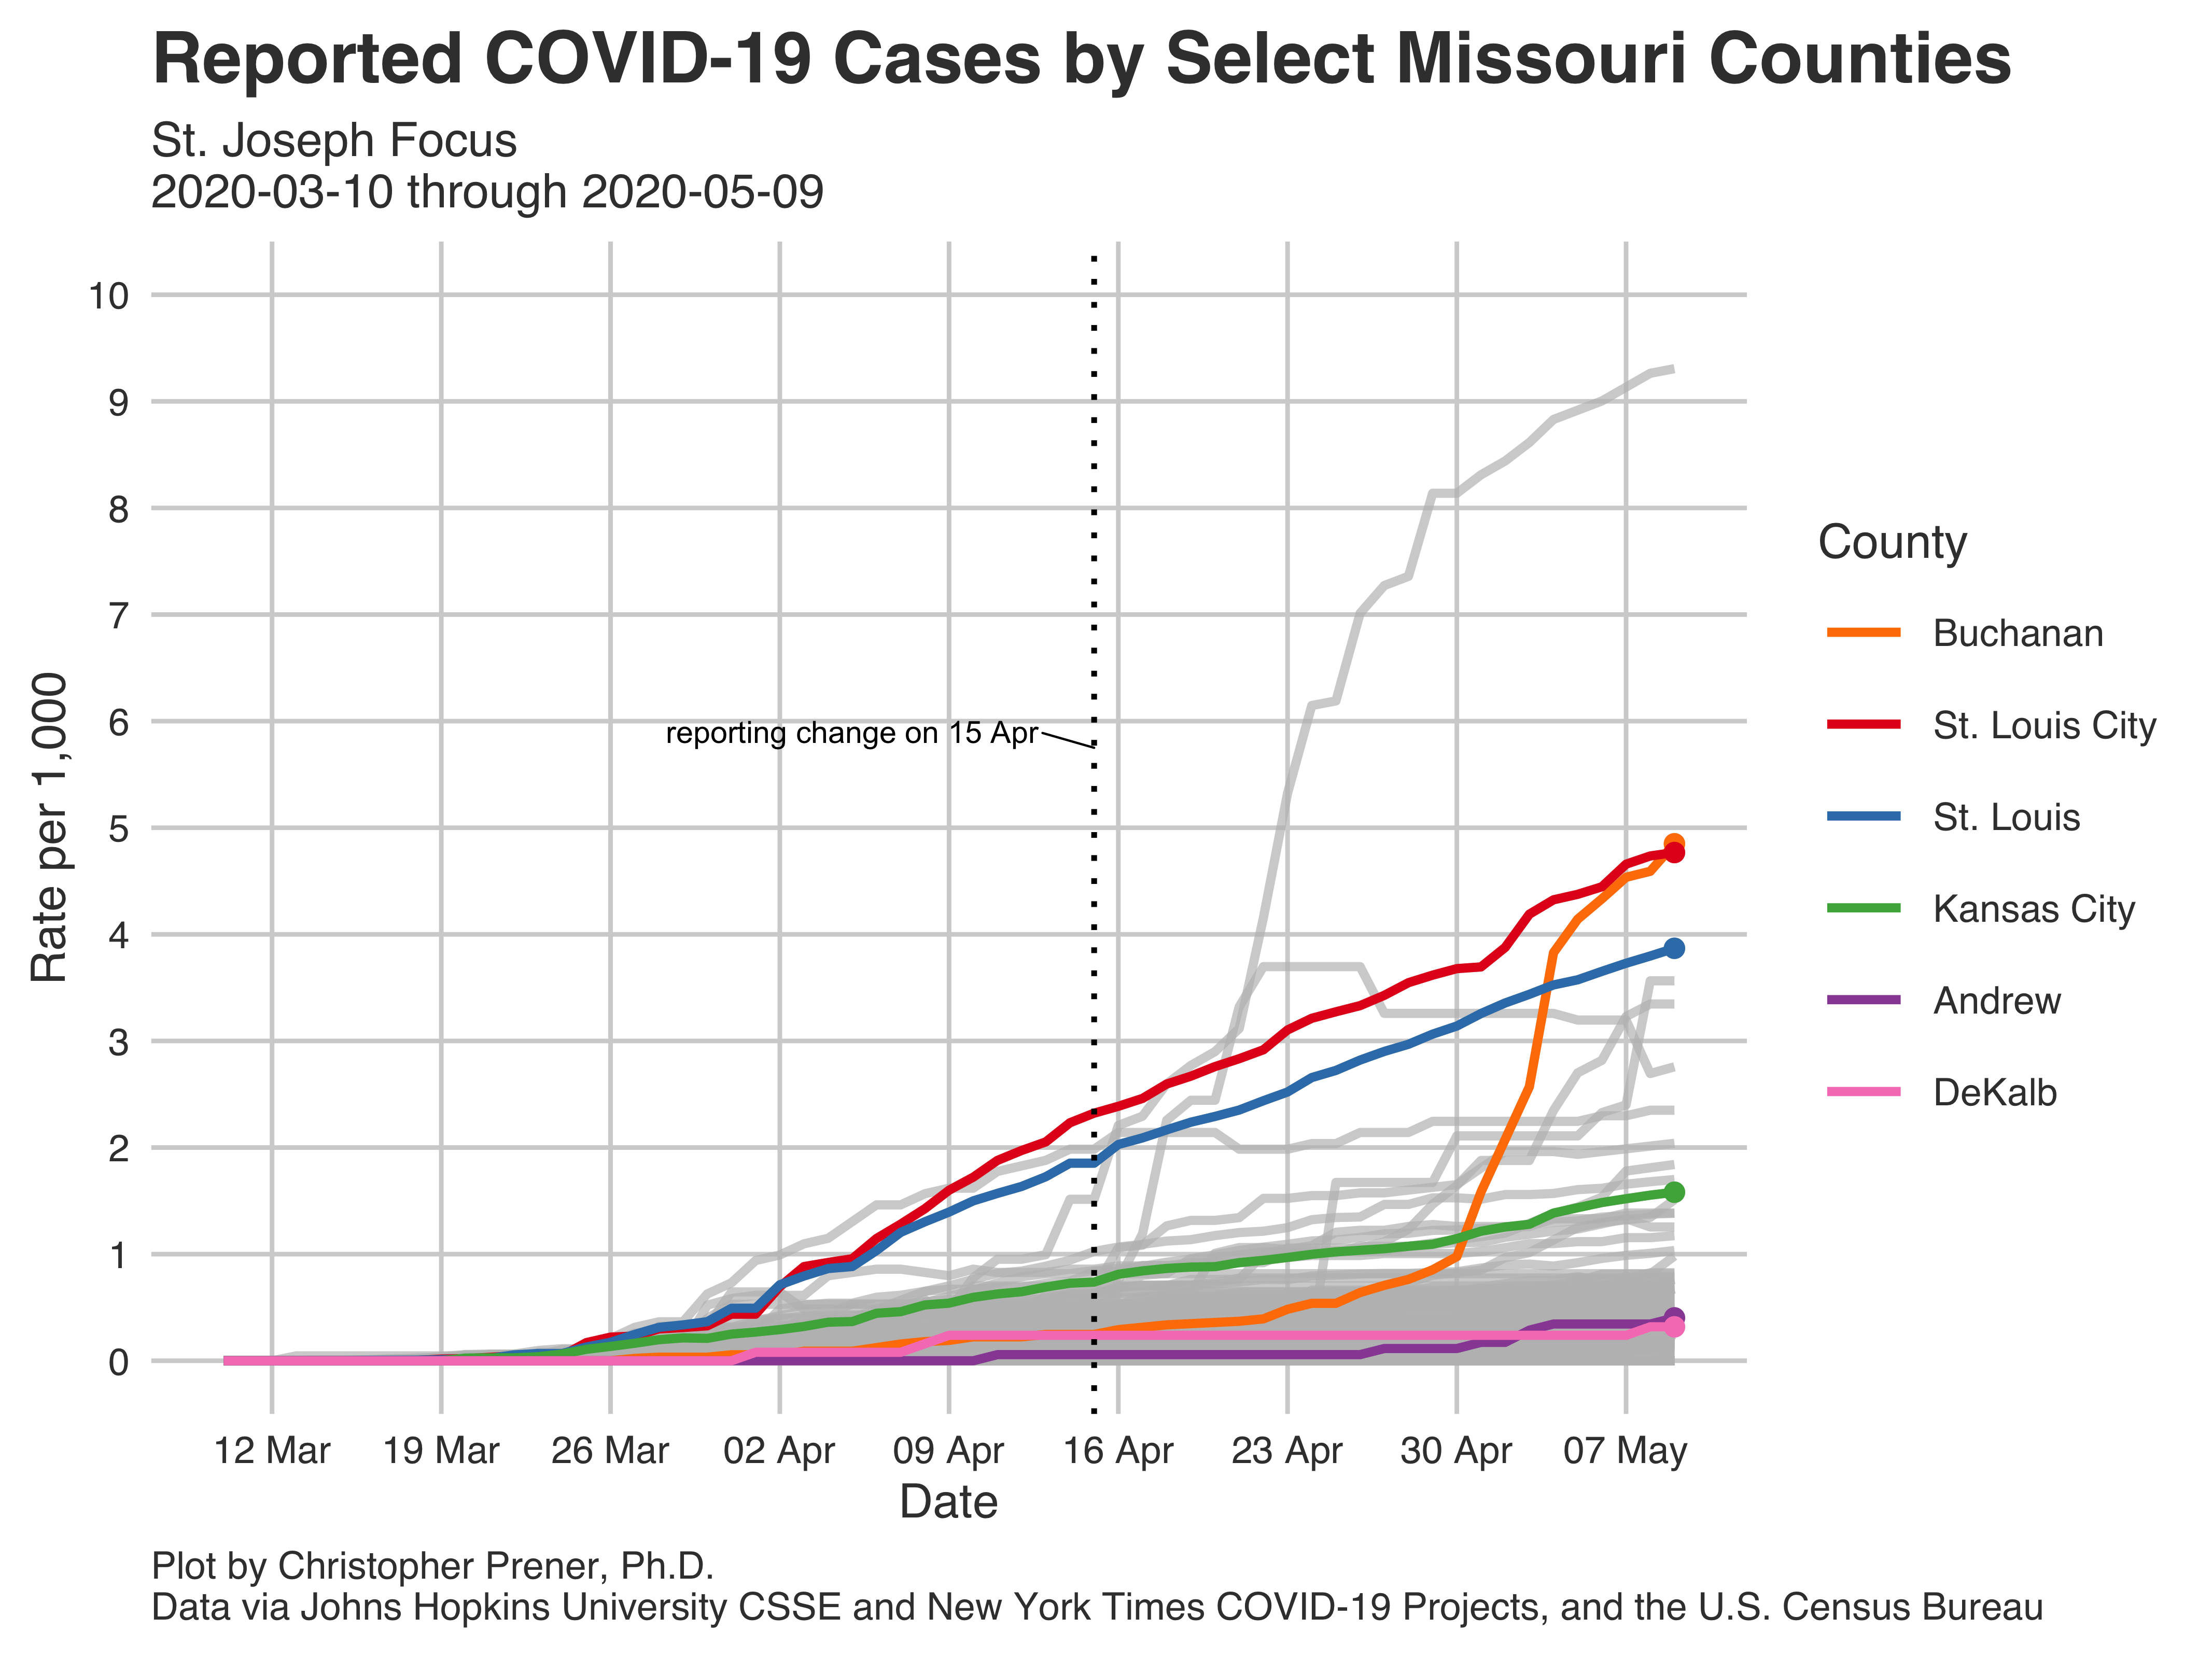 Reported COVID-19 Cases by Select Missouri Counties
St. Joseph Focus
2020-03-10 through 2020-05-09
10
9
8
7
6
5
4
3
2
1
0
Rate per 1,000
reporting change on 15 Apr
County
Buchanan
St. Louis City
St. Louis
Kansas City
Andrew
DeKalb
12 Mar
19 Mar
26 Mar
02 Apr
09 Apr
16 Apr
23 Apr
30 Apr
07 May
Date
Plot by Christopher Prener, Ph.D.
Data via Johns Hopkins University CSSE and New York Times COVID-19 Projects, and the U.S. Census Bureau